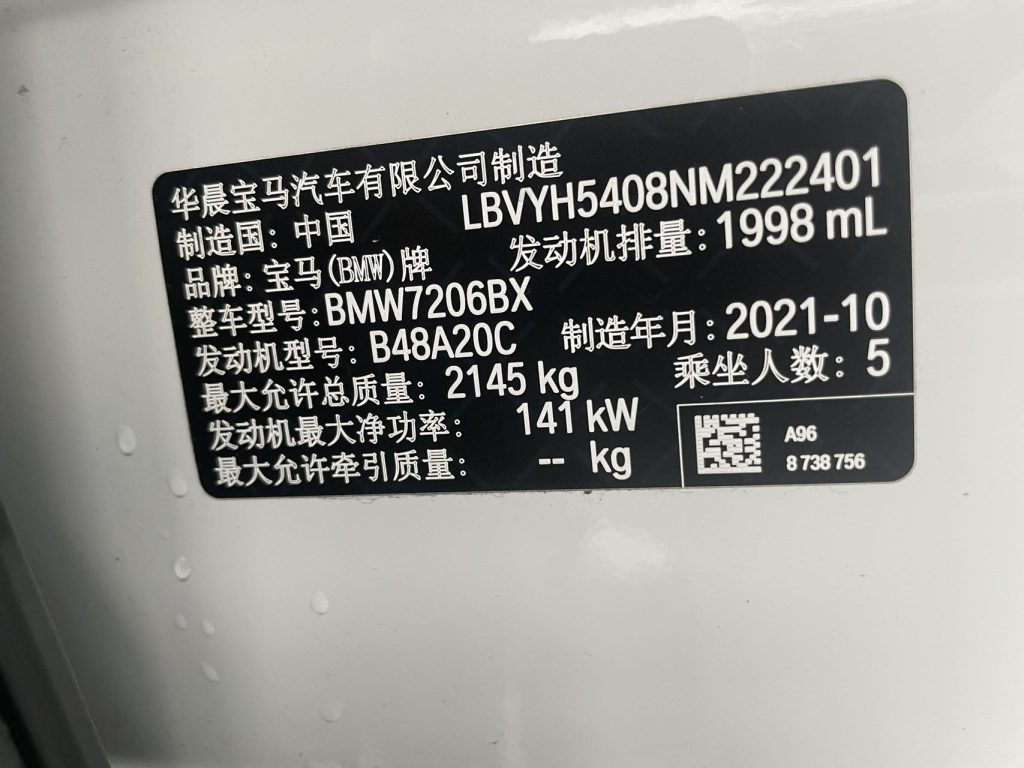 华晨宝马汽车有限公司制造
制造国：中国 LBVYH5408NM222401
品牌：宝马(BMW)牌 发动机排量：1998 mL
整车型号：BMW7206BX
发动机型号：B48A20C 制造年月：2021-10
最大允许总质量：2145 kg 乘坐人数：5
发动机最大净功率：141 kW
最大允许牵引质量：-- kg
A96
8 738 756